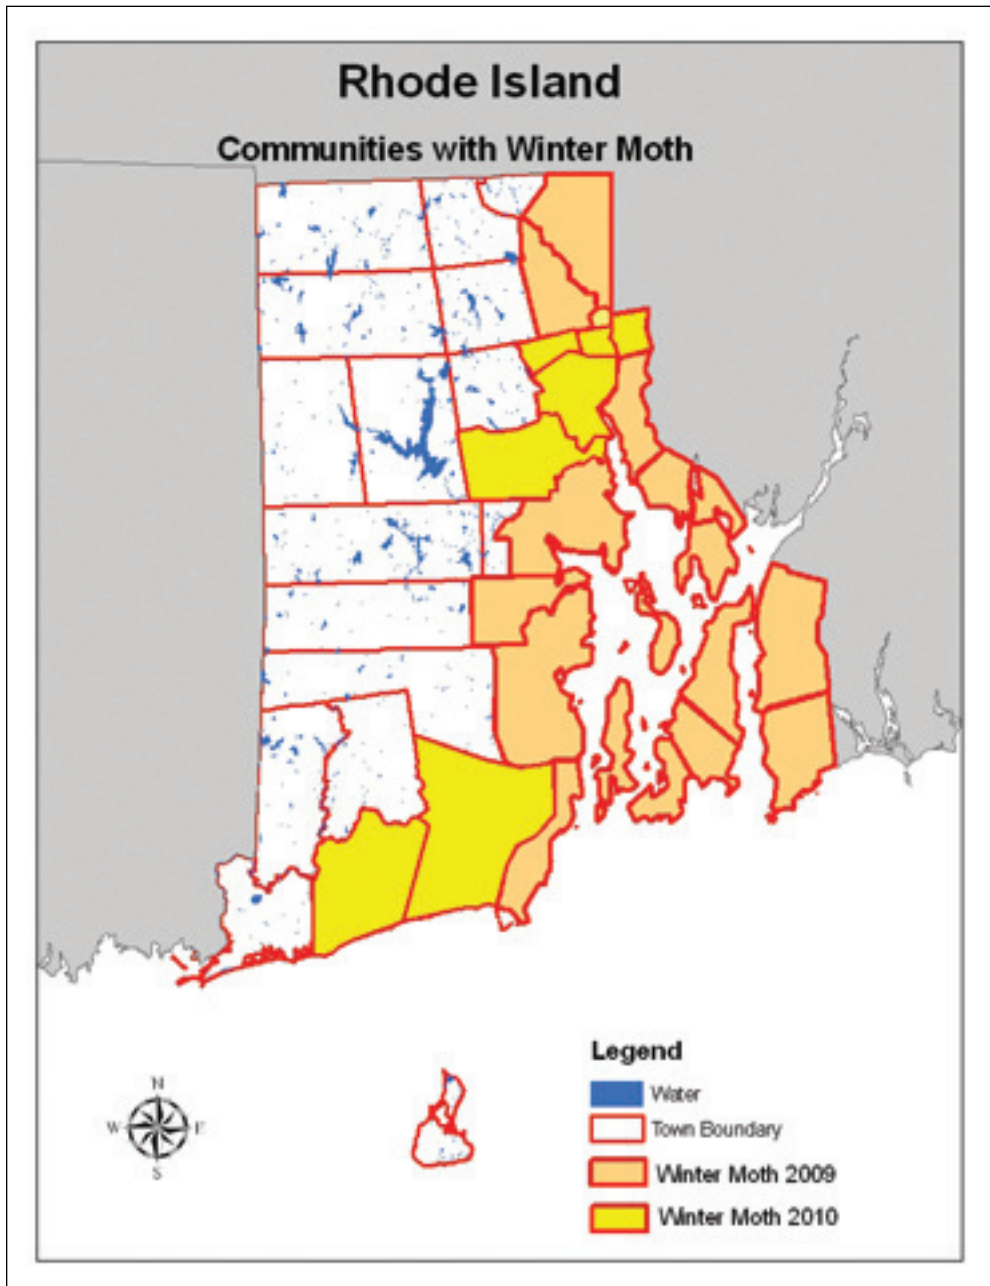 Rhode Island
Communities with Winter Moth
Legend
Water
Town Boundary
Winter Moth 2009
Winter Moth 2010
N
W E
S